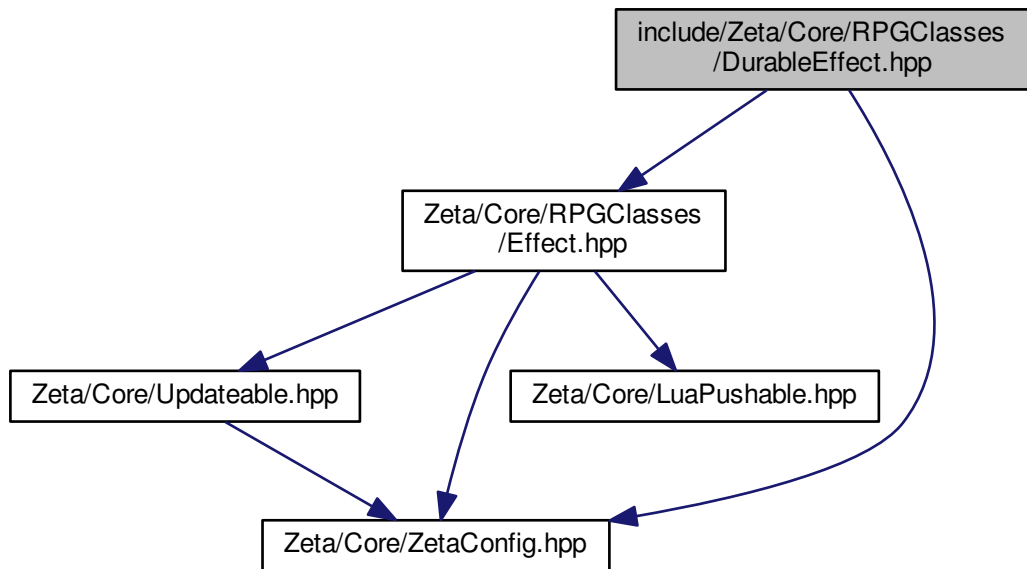 include/Zeta/Core/RPGClasses
/DurableEffect.hpp
Zeta/Core/RPGClasses
/Effect.hpp
Zeta/Core/Updateable.hpp
Zeta/Core/LuaPushable.hpp
Zeta/Core/ZetaConfig.hpp